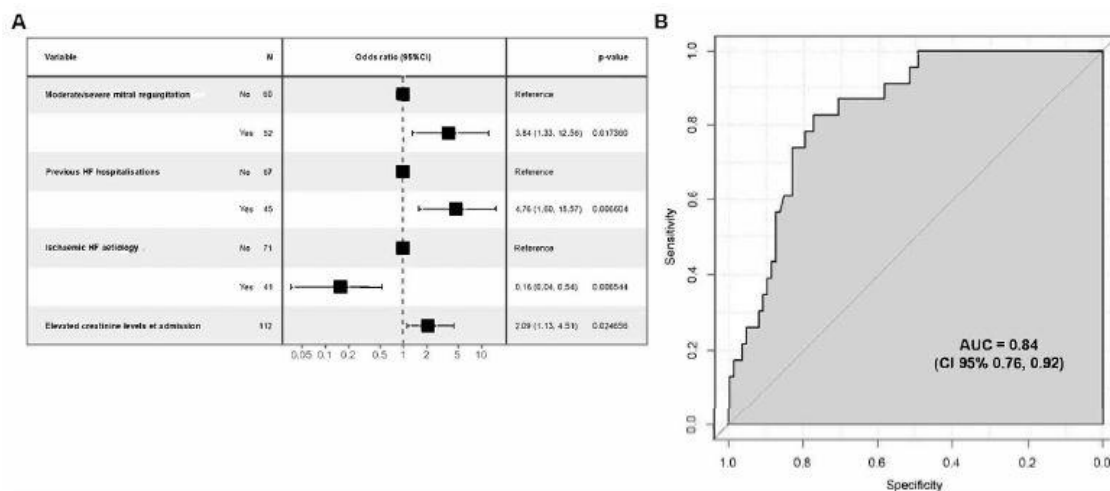 A
Variable N Odds ratio (95%CI) p-value
Moderate/severe mitral regurgitation No 60 Reference
Yes 52 3.84 (1.33, 12.56) 0.017360
Previous HF hospitalisations No 67 Reference
Yes 45 4.76 (1.60, 15.57) 0.006604
Ischaemic HF aetiology No 71 Reference
Yes 41 0.16 (0.04, 0.54) 0.006544
Elevated creatinine levels at admission 112 2.09 (1.13, 4.51) 0.024656
0.05 0.1 0.2 0.5 1 2 5 10
B
1.0
0.8
0.6
0.4
0.2
0.0
Sensitivity
AUC = 0.84
(CI 95% 0.76, 0.92)
1.0 0.8 0.6 0.4 0.2 0.0
Specificity